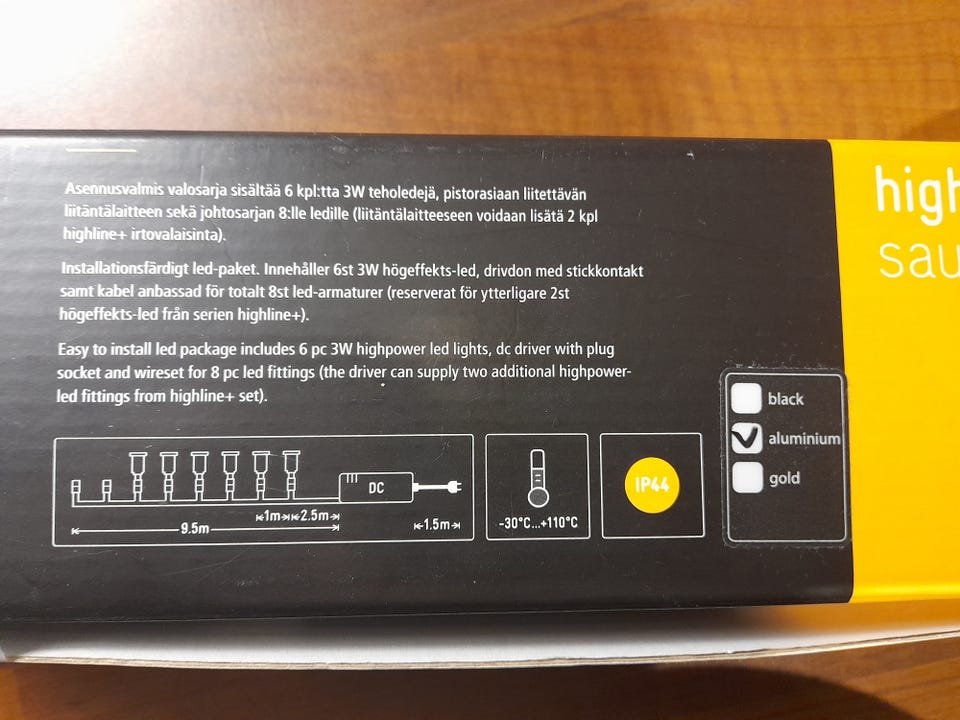 Asennusvalmis valosarja sisältää 6 kpl:tta 3W teholedejä, pistorasiaan liitettävän
liitäntälaitteen sekä johtosarjan 8:lle ledille (liitäntälaitteeseen voidaan lisätä 2 kpl
highline+ irtovalaisinta).
Installationsfärdigt led-paket. Innehåller 6st 3W högeffekts-led, drivdon med stickkontakt
samt kabel anbassad för totalt 8st led-armaturer (reserverat för ytterligare 2st
högeffekts-led från serien highline+).
Easy to install led package includes 6 pc 3W highpower led lights, dc driver with plug
socket and wireset for 8 pc led fittings (the driver can supply two additional highpower-
led fittings from highline+ set).
DC
1m
2.5m
9.5m
1.5m
-30°C...+110°C
IP44
black
aluminium
gold
high
sau